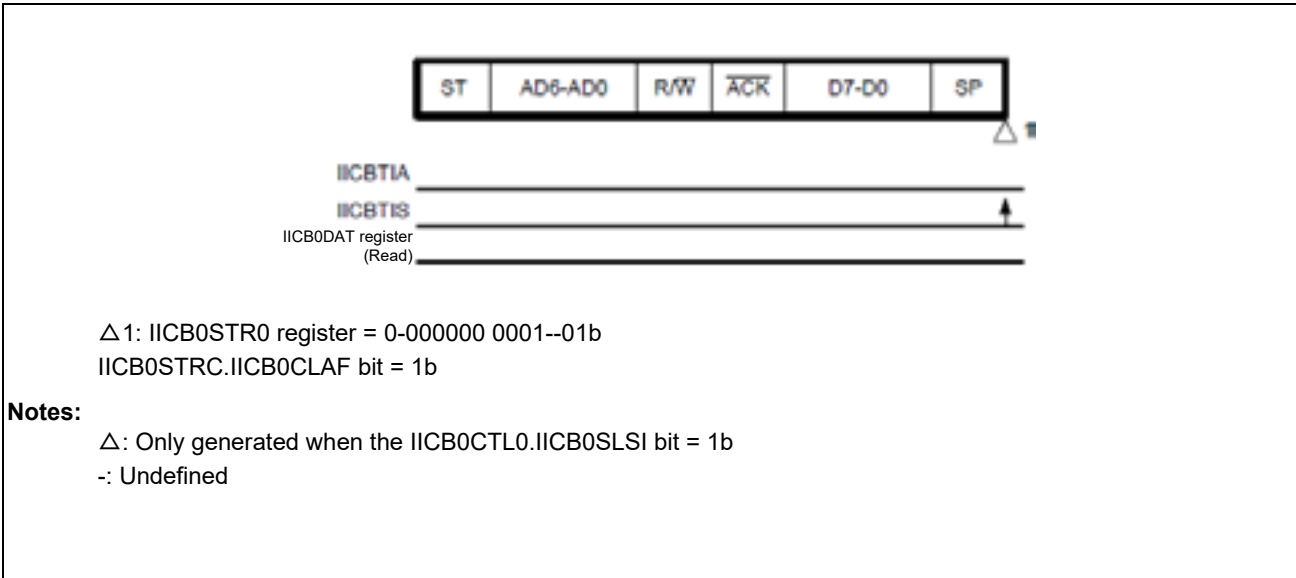 ST AD6-AD0 R/W ACK D7-D0 SP
IICBTIA
IICBTIS
IICB0DAT register
(Read)
△1: IICB0STR0 register = 0-000000 0001--01b
IICB0STRC.IICB0CLAF bit = 1b
Notes:
△: Only generated when the IICB0CTL0.IICB0SLSI bit = 1b
-: Undefined